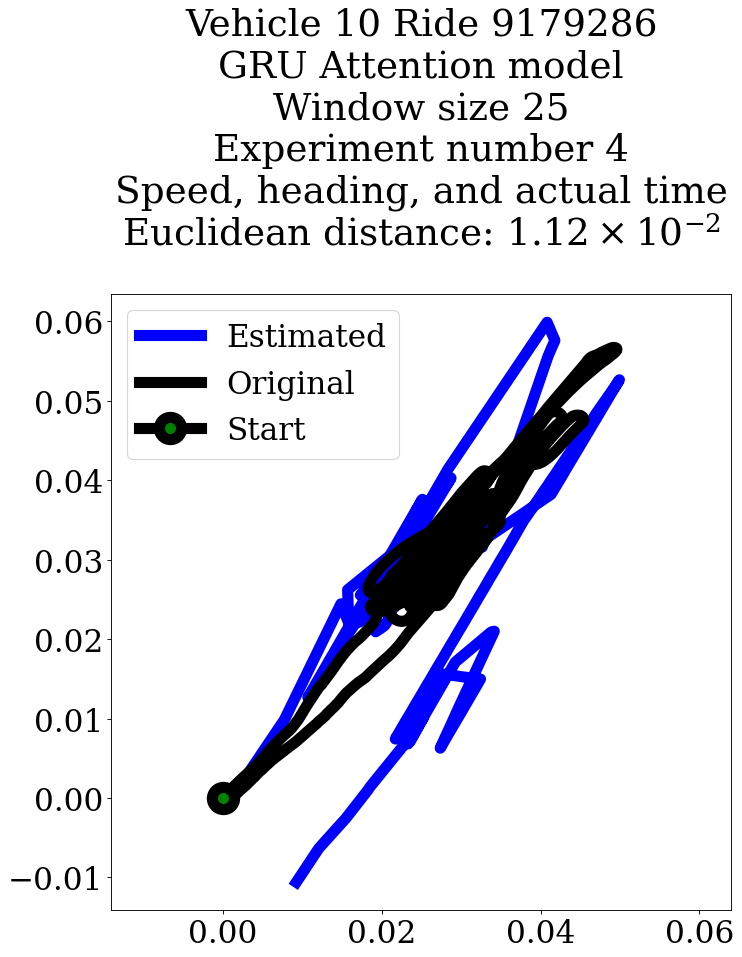 Vehicle 10 Ride 9179286
GRU Attention model
Window size 25
Experiment number 4
Speed, heading, and actual time
Euclidean distance: 1.12 × 10⁻²
Estimated
Original
Start
0.06
0.05
0.04
0.03
0.02
0.01
0.00
−0.01
0.00 0.02 0.04 0.06